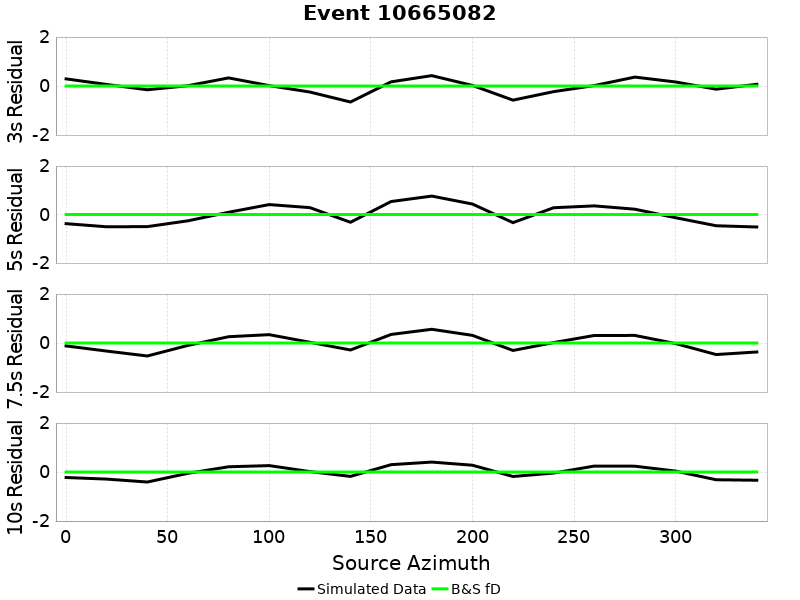 Event 10665082
3s Residual
2
0
-2
5s Residual
2
0
-2
7.5s Residual
2
0
-2
10s Residual
2
0
-2
0 50 100 150 200 250 300
Source Azimuth
Simulated Data B&S fD